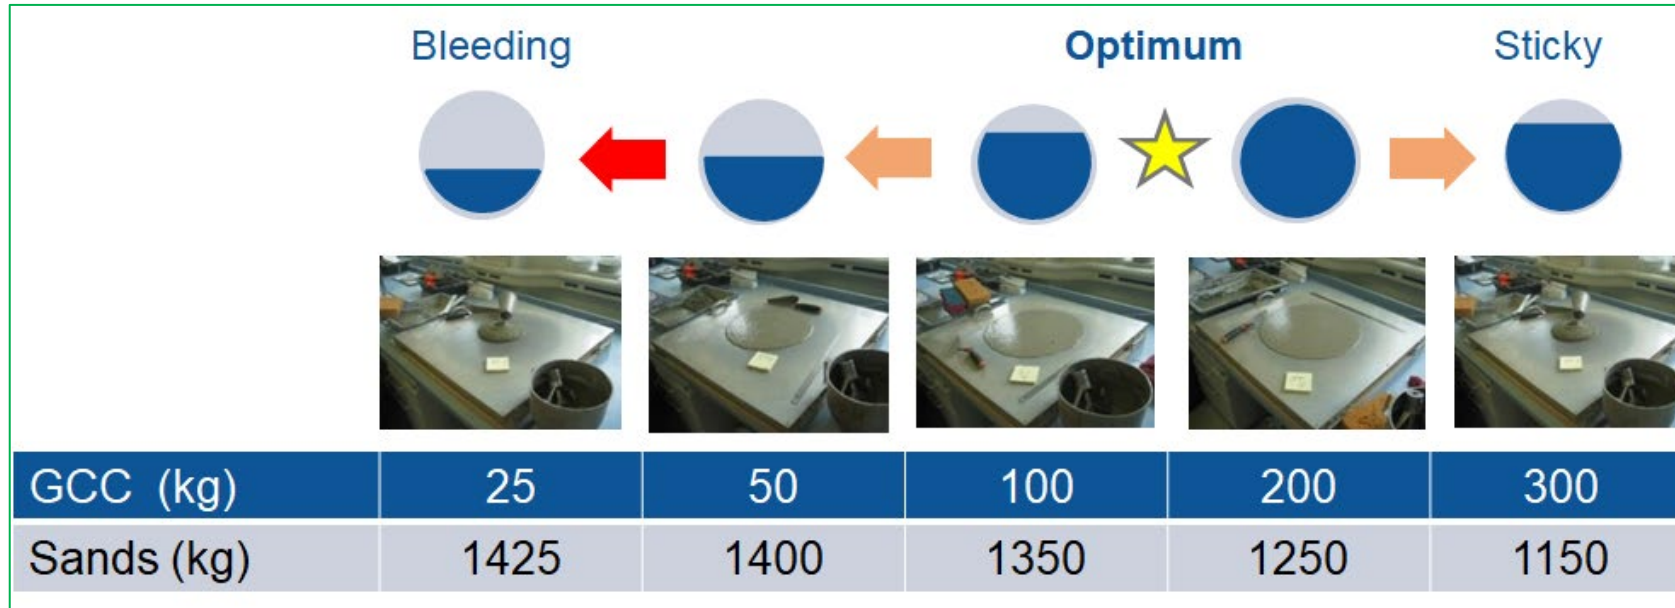 Bleeding Optimum Sticky
GCC (kg) 25 50 100 200 300
Sands (kg) 1425 1400 1350 1250 1150